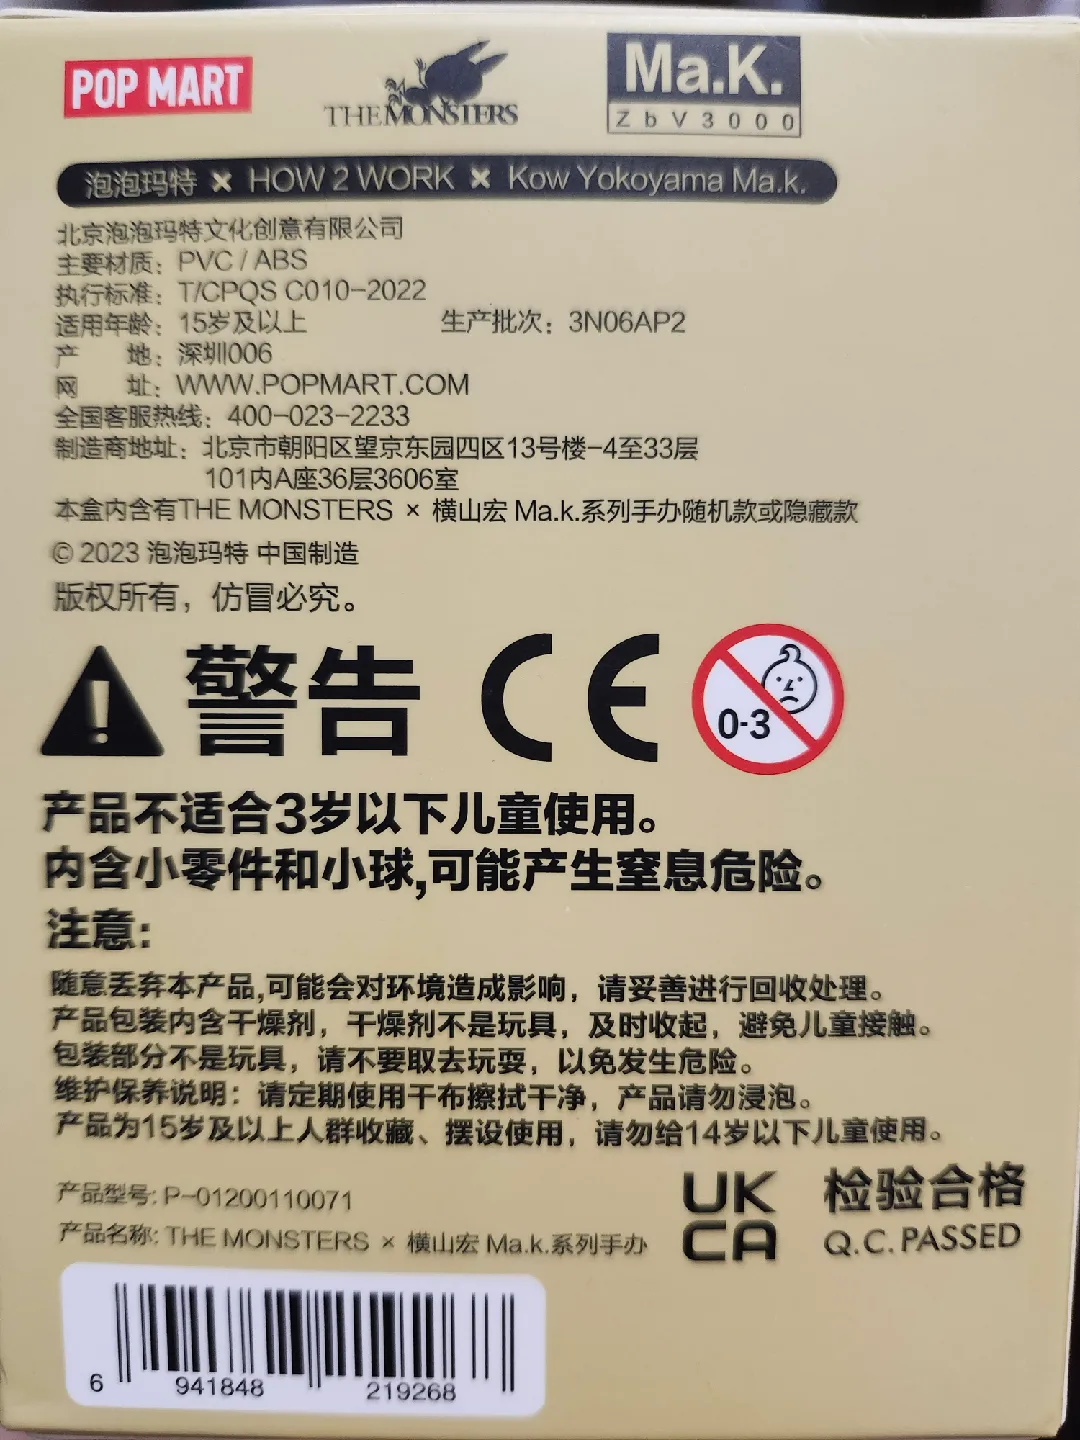 POP MART
THE MONSTERS
Ma.K.
ZbV3000
泡泡玛特 × HOW 2 WORK × Kow Yokoyama Ma.k.
北京泡泡玛特文化创意有限公司
主要材质：PVC / ABS
执行标准：T/CPQS C010-2022
适用年龄：15岁及以上 生产批次：3N06AP2
产 地：深圳006
网 址：WWW.POPMART.COM
全国客服热线：400-023-2233
制造商地址：北京市朝阳区望京东园四区13号楼-4至33层
101内A座36层3606室
本盒内含有THE MONSTERS × 横山宏 Ma.k.系列手办随机款或隐藏款
© 2023 泡泡玛特 中国制造
版权所有，仿冒必究。
警告 CE 0-3
产品不适合3岁以下儿童使用。
内含小零件和小球,可能产生窒息危险。
注意:
随意丢弃本产品,可能会对环境造成影响，请妥善进行回收处理。
产品包装内含干燥剂，干燥剂不是玩具，及时收起，避免儿童接触。
包装部分不是玩具，请不要取去玩耍，以免发生危险。
维护保养说明：请定期使用干布擦拭干净，产品请勿浸泡。
产品为15岁及以上人群收藏、摆设使用，请勿给14岁以下儿童使用。
产品型号: P-01200110071
产品名称: THE MONSTERS × 横山宏 Ma.k.系列手办
UK
CA
检验合格
Q.C.PASSED
6 941848 219268